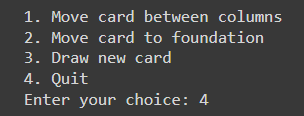 1. Move card between columns
2. Move card to foundation
3. Draw new card
4. Quit
Enter your choice: 4